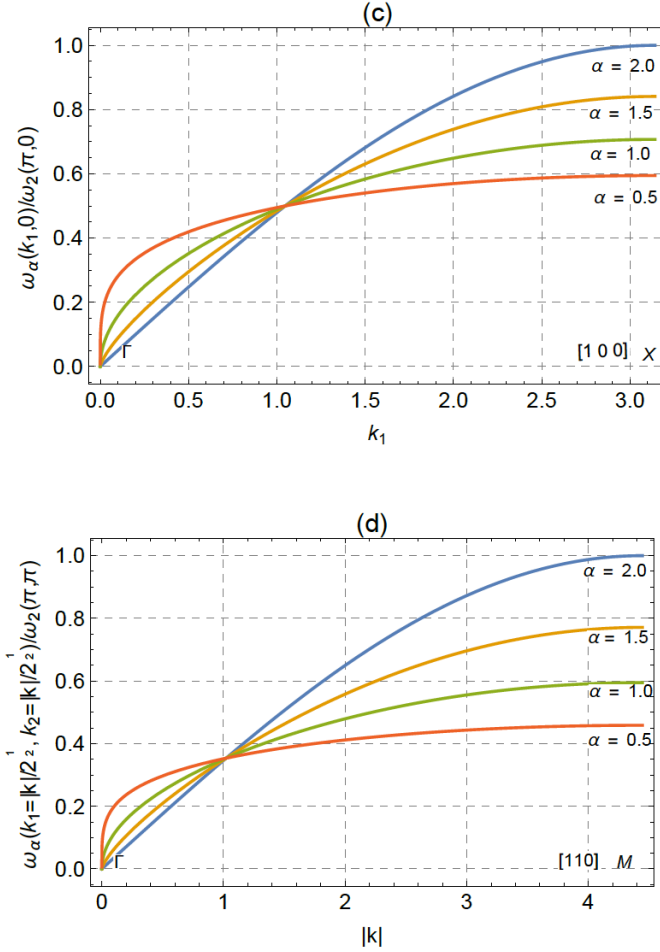 (c)
ω_α(k_1,0)/ω_2(π,0)
1.0
0.8
0.6
0.4
0.2
0.0
α = 2.0
α = 1.5
α = 1.0
α = 0.5
Γ
[1 0 0] X
0.0 0.5 1.0 1.5 2.0 2.5 3.0
k_1
(d)
ω_α(k_1=|k|/2^{1/2}, k_2=|k|/2^{1/2})/ω_2(π,π)
1.0
0.8
0.6
0.4
0.2
0.0
α = 2.0
α = 1.5
α = 1.0
α = 0.5
Γ
[110] M
0 1 2 3 4
|k|